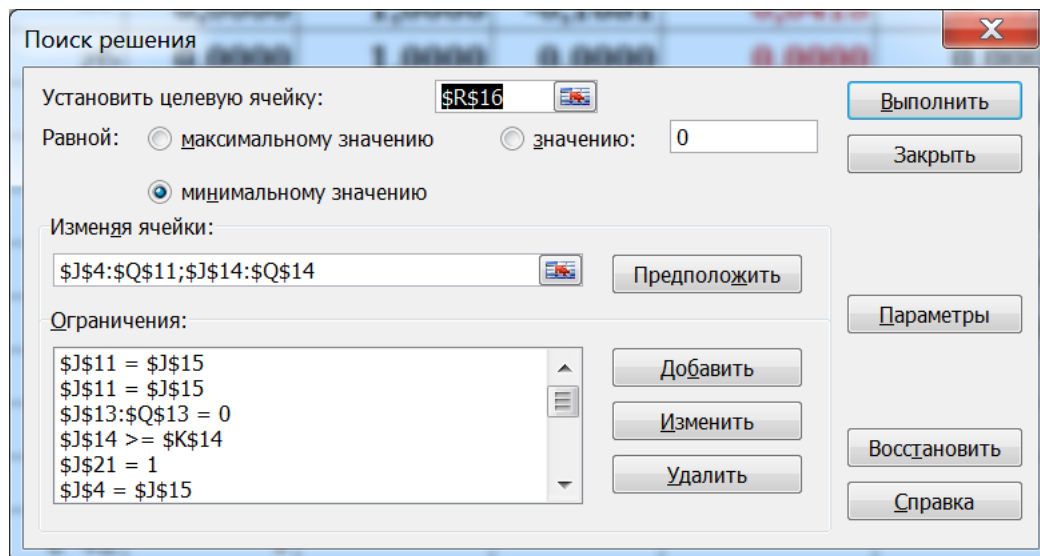 Поиск решения
Установить целевую ячейку: $R$16 Выполнить
Равной: максимальному значению значению: 0 Закрыть
минимальному значению
Изменяя ячейки:
$J$4:$Q$11;$J$14:$Q$14 Предположить
Ограничения: Параметры
$J$11 = $J$15 Добавить
$J$11 = $J$15
$J$13:$Q$13 = 0 Изменить
$J$14 >= $K$14 Восстановить
$J$21 = 1 Удалить
$J$4 = $J$15 Справка